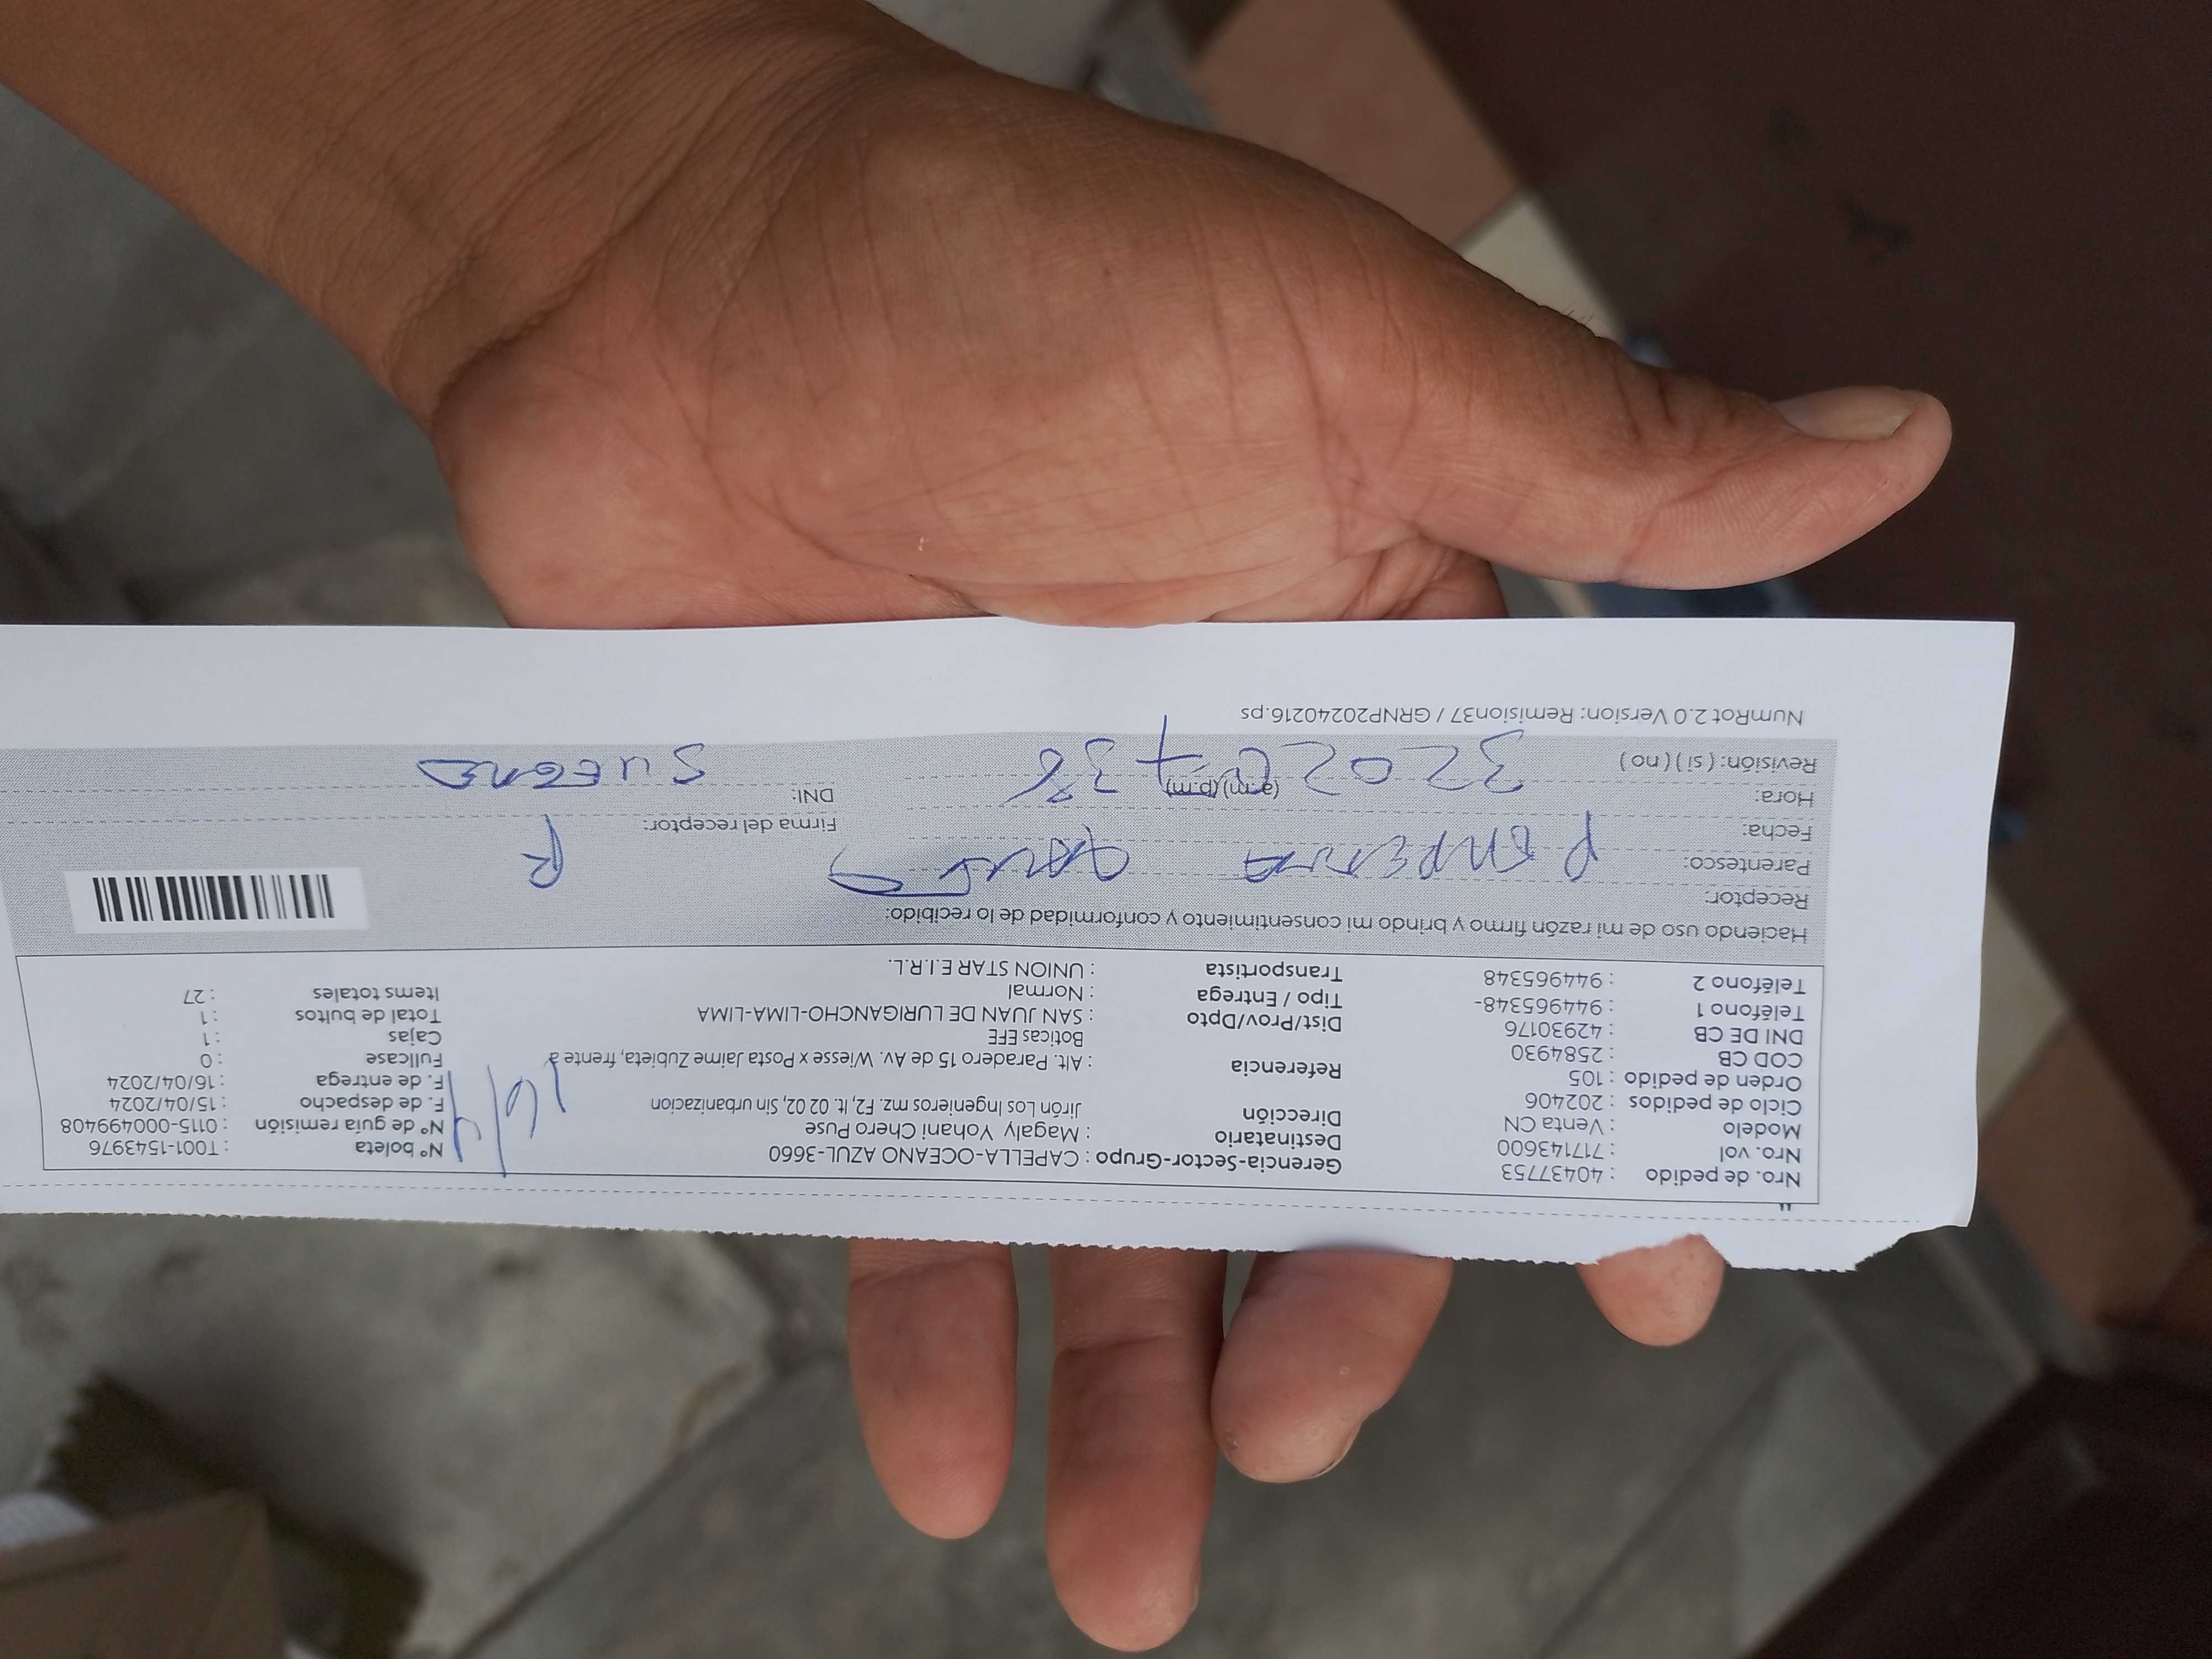 Nro. de pedido : 40437753 Gerencia-Sector-Grupo : CAPELLA-OCEANO AZUL-3660 N° boleta : T001-1543976
Nro. vol : 717143600 Destinatario : Magaly Yohani Chero Puse N° de guía remisión : 0115-000499408
Modelo : Venta CN Dirección Jirón Los Ingenieros mz. F2, lt. 02 02, Sin urbanizacion F. de despacho : 15/04/2024
Ciclo de pedidos : 202406 F. de entrega : 16/04/2024
Orden de pedido : 105 Referencia : Alt. Paradero 15 de Av. Wiesse x Posta Jaime Zubieta, frente a Fullcase : 0
COD CB : 2584930 Boticas EFE Cajas : 1
DNI DE CB : 42930176 Dist/Prov/Dpto : SAN JUAN DE LURIGANCHO-LIMA-LIMA Total de bultos : 1
Teléfono 1 : 944965348- Tipo / Entrega : Normal Items totales : 27
Teléfono 2 : 944965348 Transportista : UNION STAR E.I.R.L.
16/4
Haciendo uso de mi razón firmo y brindo mi consentimiento y conformidad de lo recibido:
Receptor:
Parentesco:
Fecha: Firma del receptor:
Hora: (a.m) (p.m) DNI:
Revisión: ( si ) ( no )
SUEGRO
NumRot 2.0 Version: Remision37 / GRNP20240216.ps